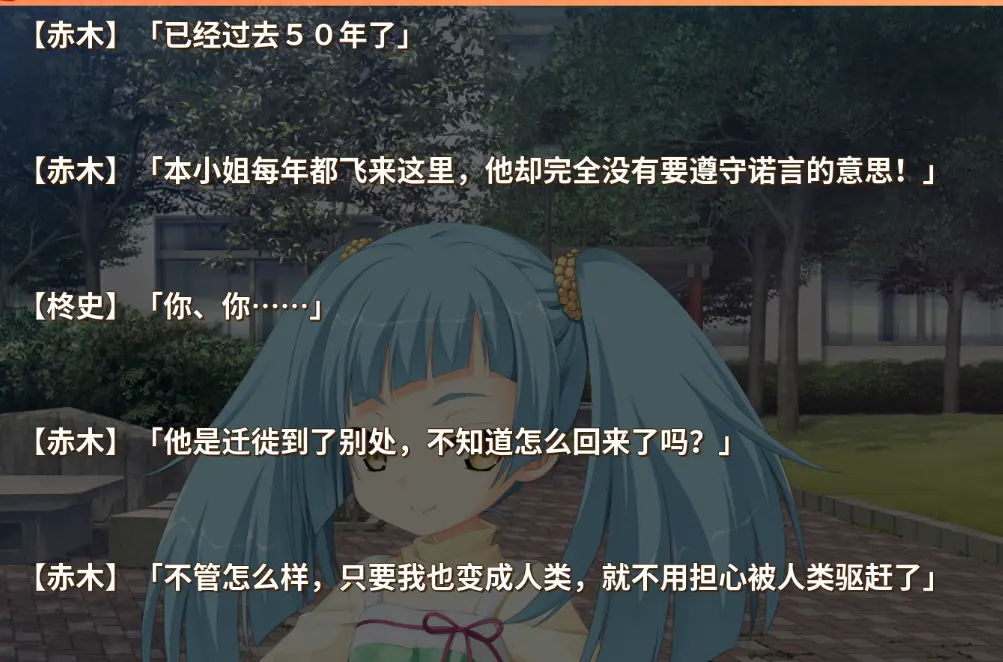 【赤木】「已经过去５０年了」
【赤木】「本小姐每年都飞来这里，他却完全没有要遵守诺言的意思！」
【柊史】「你、你……」
【赤木】「他是迁徙到了别处，不知道怎么回来了吗？」
【赤木】「不管怎么样，只要我也变成人类，就不用担心被人类驱赶了」